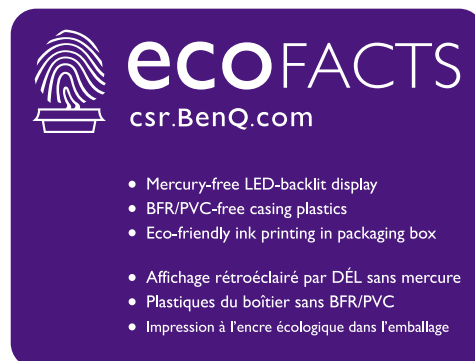 ecoFACTS
csr.BenQ.com
• Mercury-free LED-backlit display
• BFR/PVC-free casing plastics
• Eco-friendly ink printing in packaging box
• Affichage rétroéclairé par DÉL sans mercure
• Plastiques du boîtier sans BFR/PVC
• Impression à l'encre écologique dans l'emballage